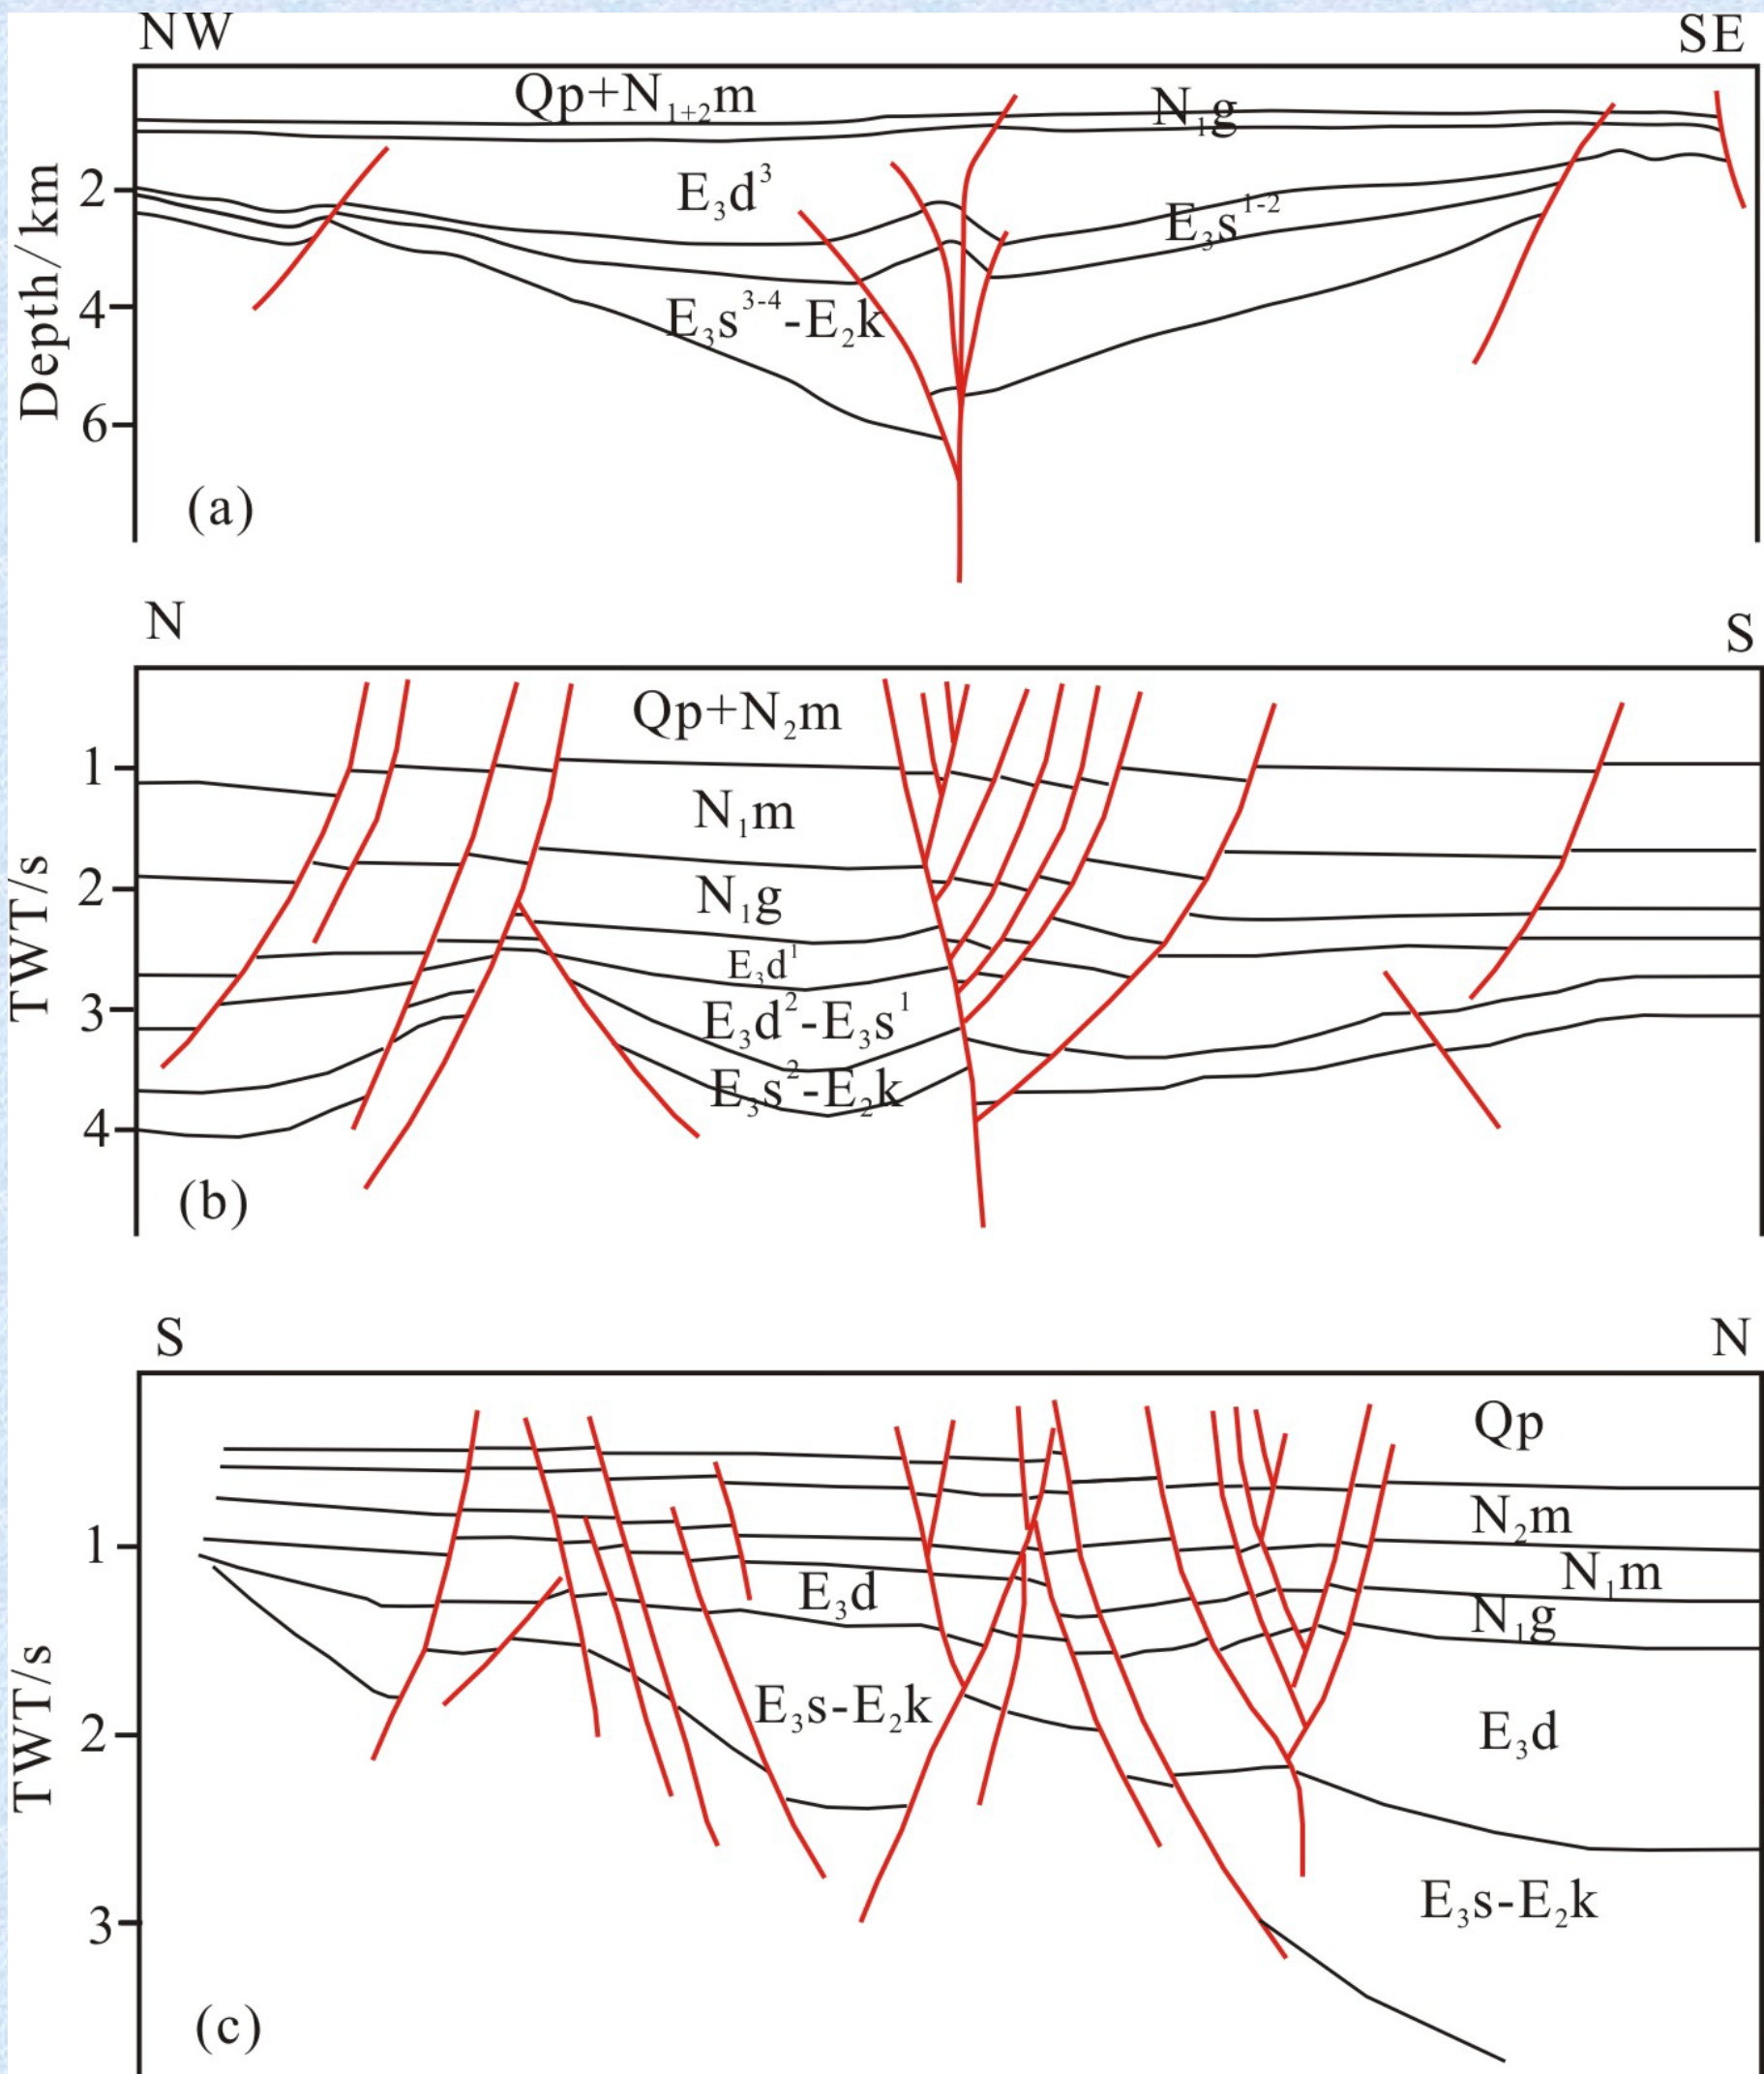 NW SE
Qp+N₁₊₂m N₁g
E₃d³
E₃s¹⁻²
E₃s³⁻⁴-E₂k
Depth/km
2
4
6
(a)
N S
Qp+N₂m
N₁m
N₁g
E₃d¹
E₃d²-E₃s¹
E₃s²-E₂k
TWT/s
1
2
3
4
(b)
S N
Qp
N₂m
N₁m
N₁g
E₃d
E₃d
E₃s-E₂k
E₃s-E₂k
TWT/s
1
2
3
(c)